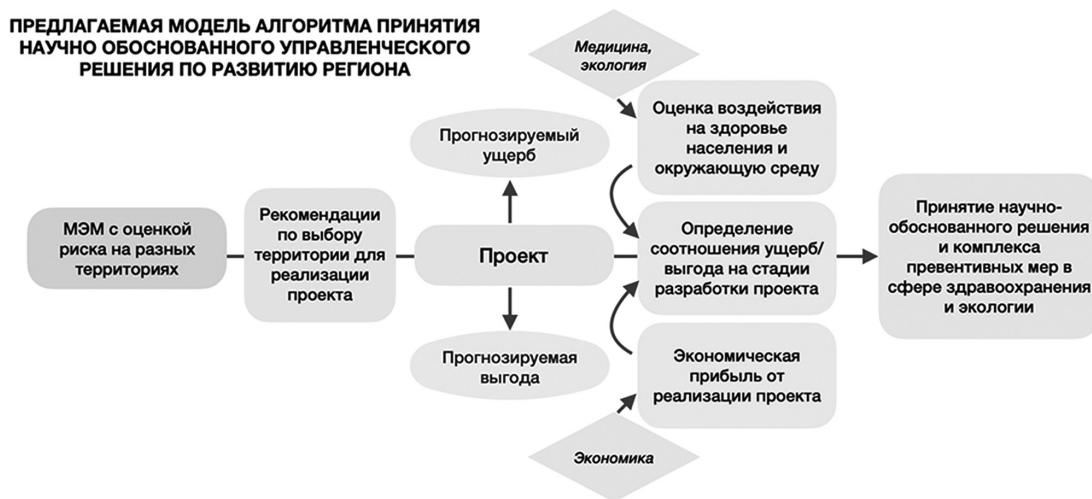 ПРЕДЛАГАЕМАЯ МОДЕЛЬ АЛГОРИТМА ПРИНЯТИЯ
НАУЧНО ОБОСНОВАННОГО УПРАВЛЕНЧЕСКОГО
РЕШЕНИЯ ПО РАЗВИТИЮ РЕГИОНА
МЭМ с оценкой
риска на разных
территориях
Рекомендации
по выбору
территории для
реализации
проекта
Прогнозируемый
ущерб
Проект
Прогнозируемая
выгода
Медицина,
экология
Оценка воздействия
на здоровье
населения и
окружающую среду
Определение
соотношения ущерб/
выгода на стадии
разработки проекта
Экономическая
прибыль от
реализации проекта
Экономика
Принятие научно-
обоснованного решения
и комплекса
превентивных мер в
сфере здравоохранения
и экологии